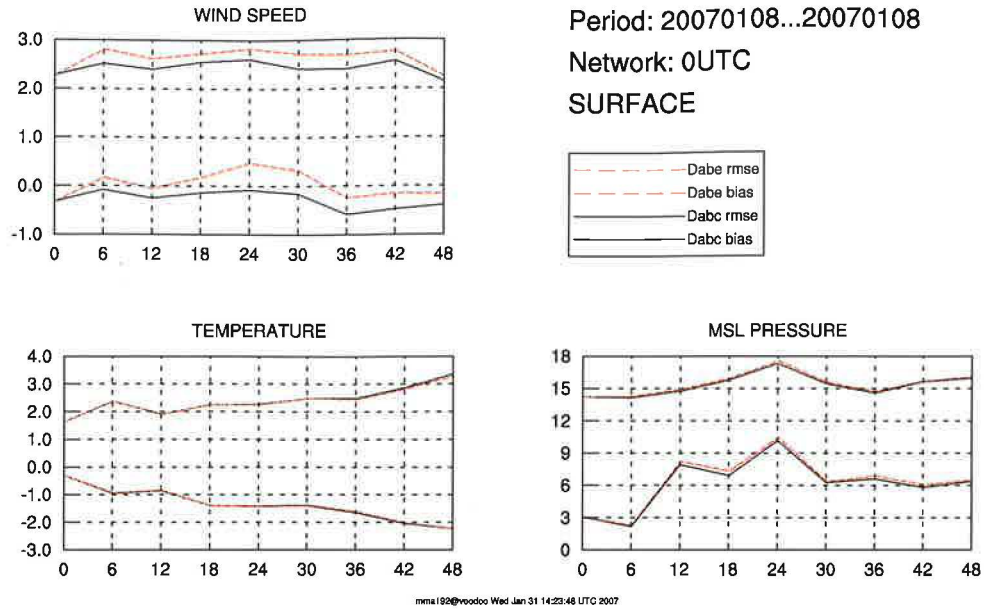 WIND SPEED
3.0
2.0
1.0
0.0
-1.0
0 6 12 18 24 30 36 42 48
Period: 20070108...20070108
Network: 0UTC
SURFACE
Dabe rmse
Dabe bias
Dabc rmse
Dabc bias
TEMPERATURE
4.0
3.0
2.0
1.0
0.0
-1.0
-2.0
-3.0
0 6 12 18 24 30 36 42 48
MSL PRESSURE
18
15
12
9
6
3
0
0 6 12 18 24 30 36 42 48
mma192@voodoo Wed Jan 31 14:23:48 UTC 2007